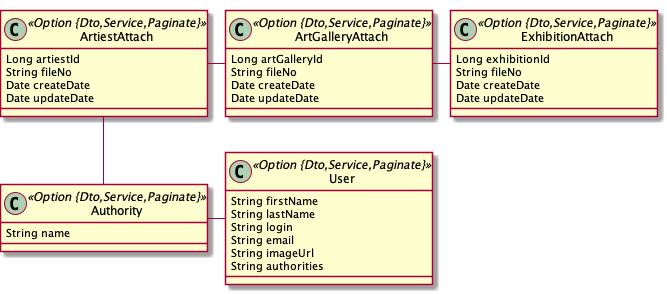 C «Option {Dto,Service,Paginate}»
ArtiestAttach
Long artiestId
String fileNo
Date createDate
Date updateDate
C «Option {Dto,Service,Paginate}»
ArtGalleryAttach
Long artGalleryId
String fileNo
Date createDate
Date updateDate
C «Option {Dto,Service,Paginate}»
ExhibitionAttach
Long exhibitionId
String fileNo
Date createDate
Date updateDate
C «Option {Dto,Service,Paginate}»
Authority
String name
C «Option {Dto,Service,Paginate}»
User
String firstName
String lastName
String login
String email
String imageUrl
String authorities